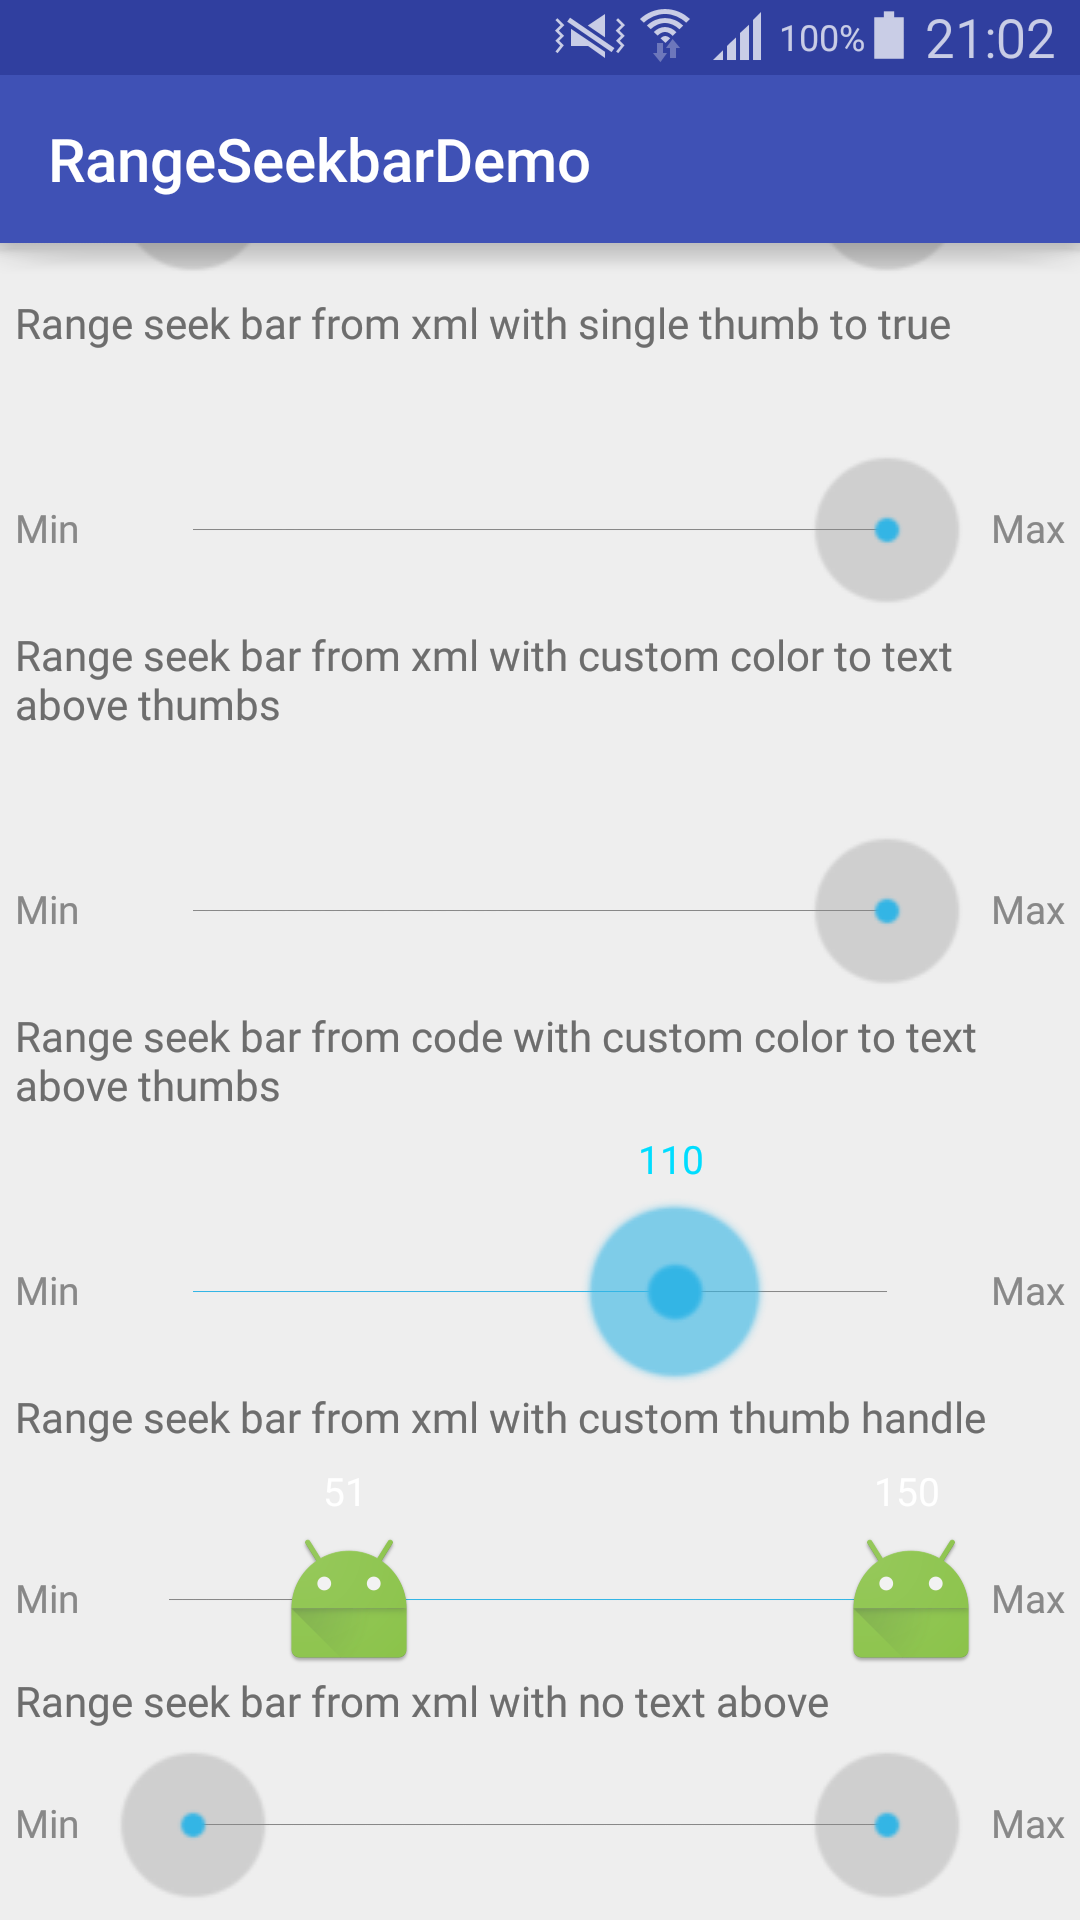 100% 21:02
RangeSeekbarDemo
Range seek bar from xml with single thumb to true
Min Max
Range seek bar from xml with custom color to text
above thumbs
Min Max
Range seek bar from code with custom color to text
above thumbs
110
Min Max
Range seek bar from xml with custom thumb handle
51 150
Min Max
Range seek bar from xml with no text above
Min Max